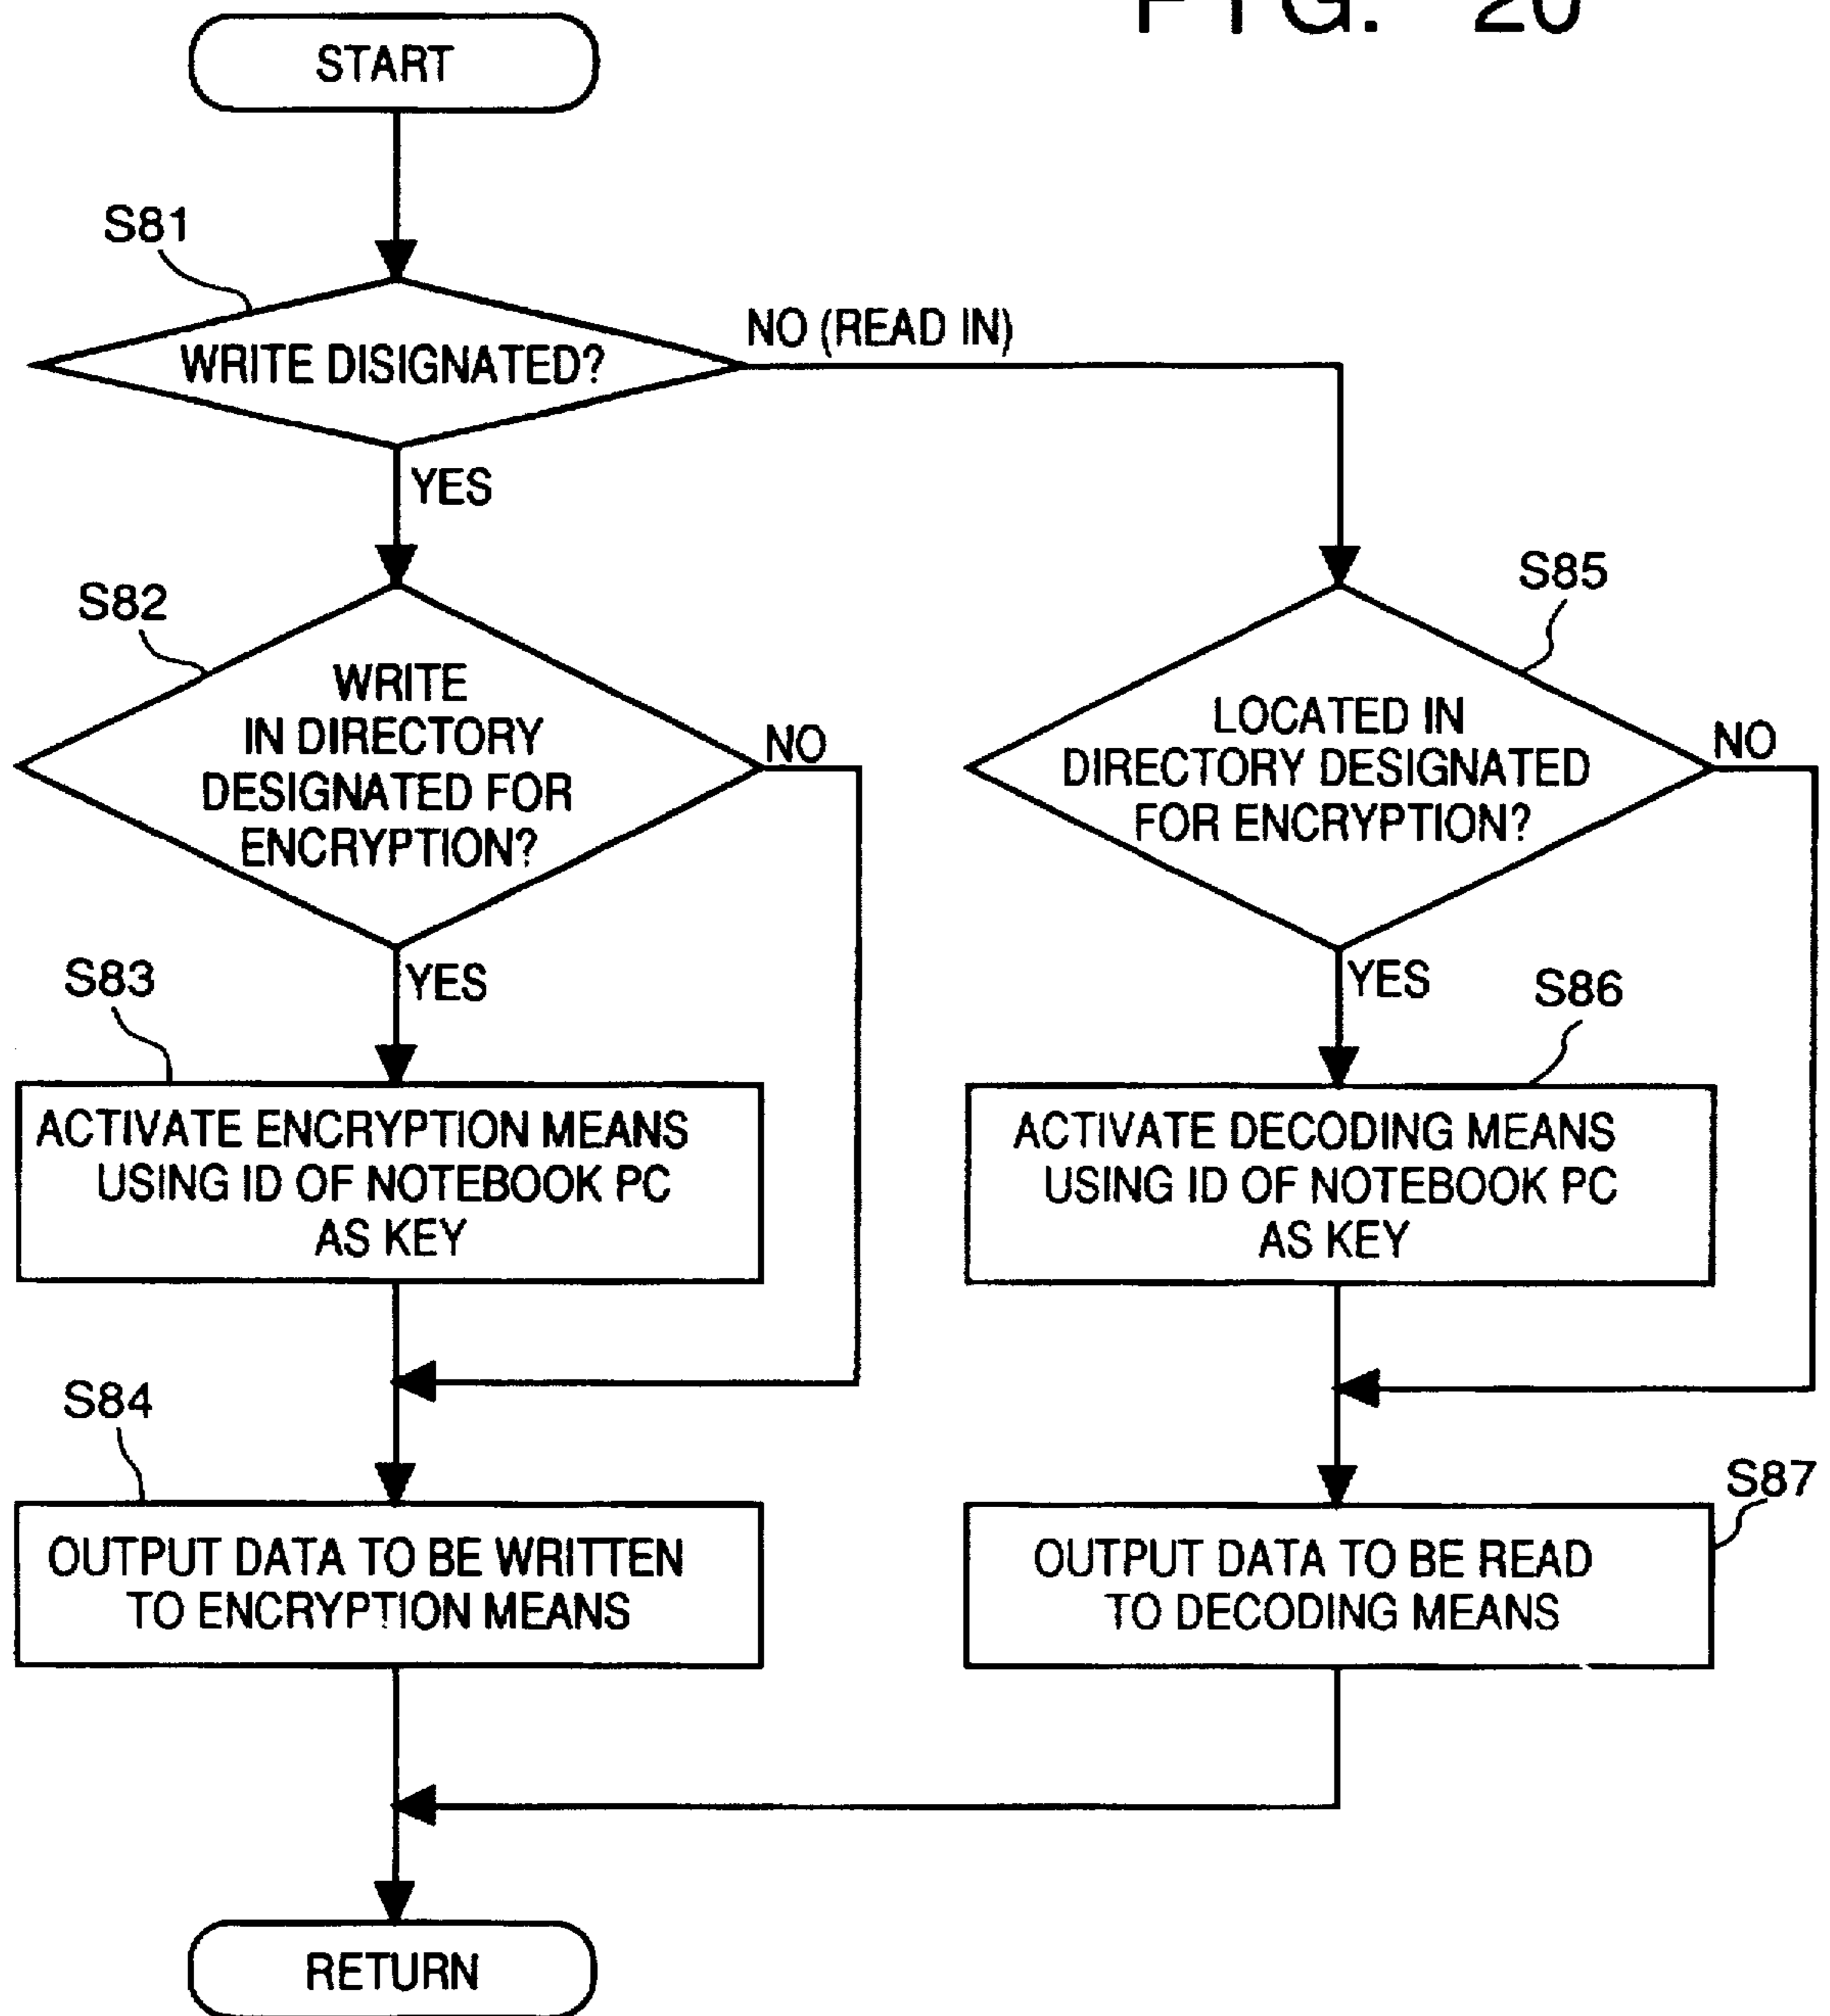 FIG. 20
START
S81
WRITE DISIGNATED?
NO (READ IN)
YES
S82
WRITE
IN DIRECTORY
DESIGNATED FOR
ENCRYPTION?
NO
YES
S85
LOCATED IN
DIRECTORY DESIGNATED
FOR ENCRYPTION?
NO
YES
S83
ACTIVATE ENCRYPTION MEANS
USING ID OF NOTEBOOK PC
AS KEY
S86
ACTIVATE DECODING MEANS
USING ID OF NOTEBOOK PC
AS KEY
S84
OUTPUT DATA TO BE WRITTEN
TO ENCRYPTION MEANS
S87
OUTPUT DATA TO BE READ
TO DECODING MEANS
RETURN